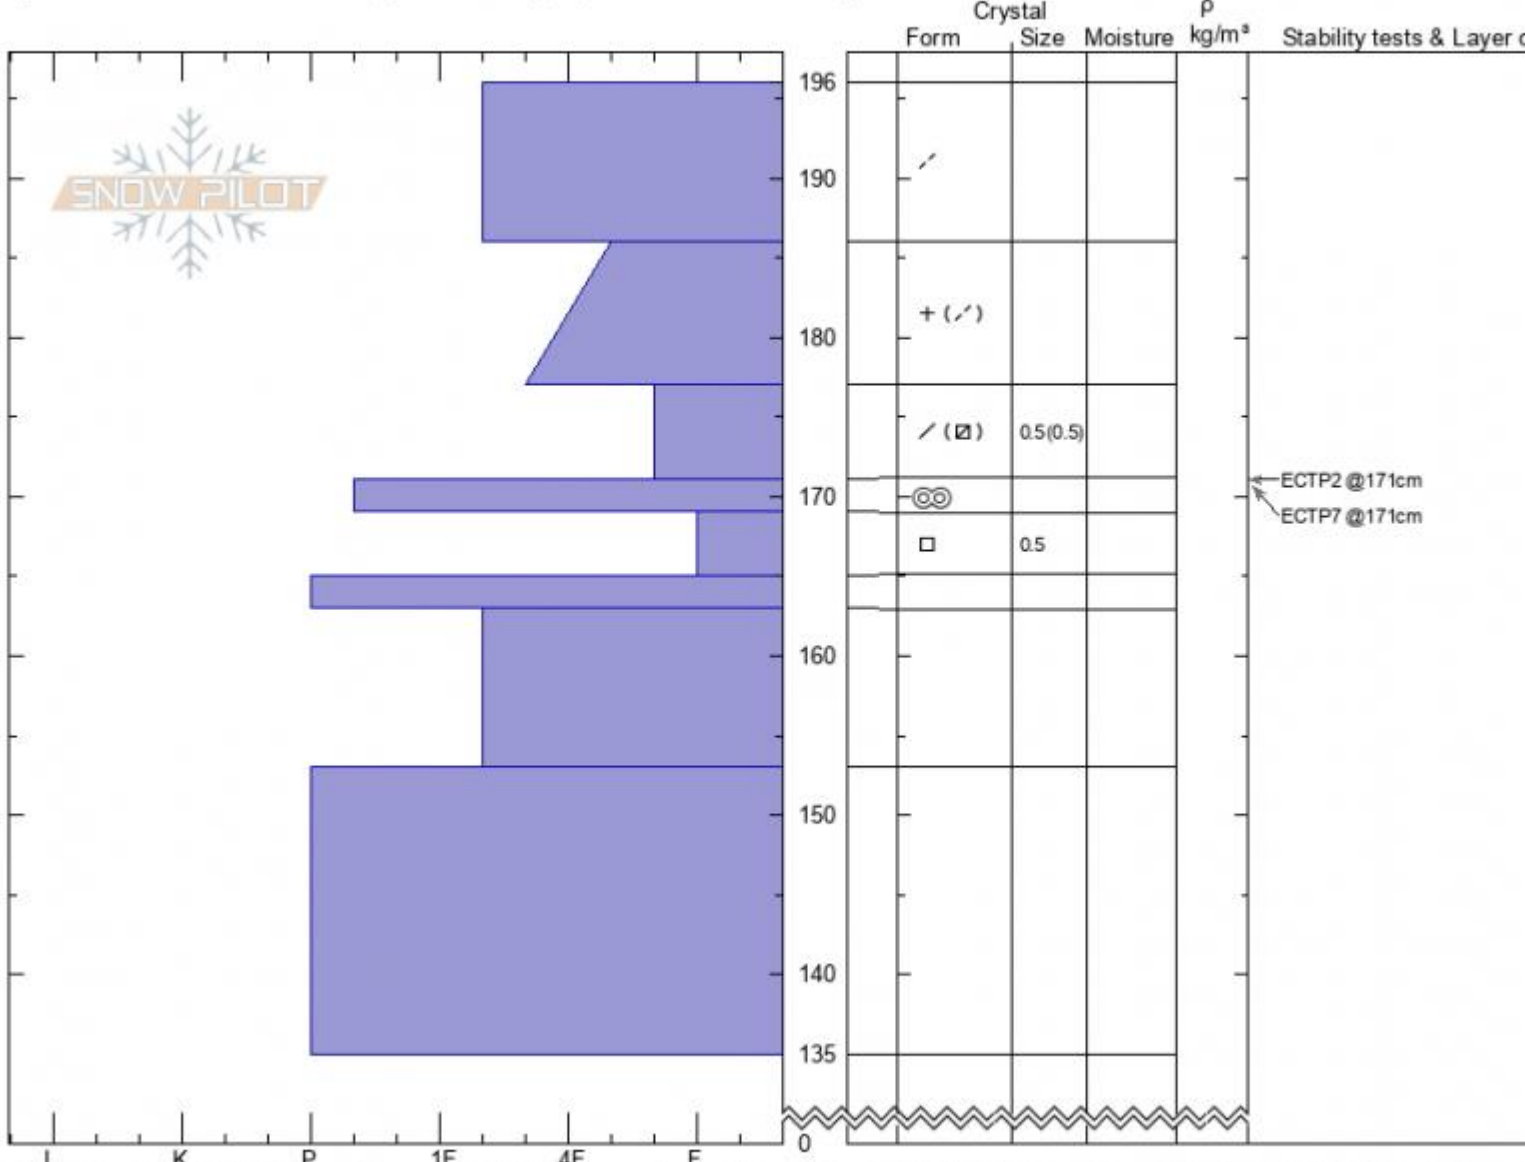 Crystal ρ
Form Size Moisture kg/m³ Stability tests & Layer
196
SNOW PILOT
190
+ (⟋)
180
/ 0.5(0.5)
ECTP2 @171cm
170
ECTP7 @171cm
0.5
160
150
140
135
0
K P 1F 4F F